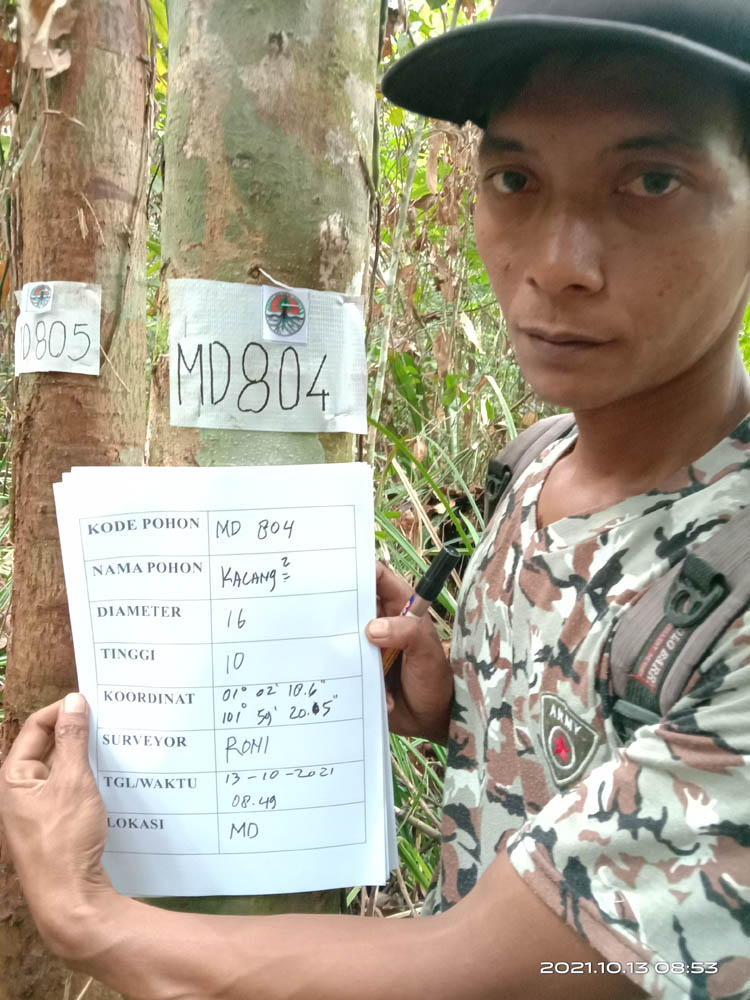 D805
MD804
KODE POHON MD 804
NAMA POHON KACANG²=
DIAMETER 16
TINGGI 10
KOORDINAT 01° 02' 10.6"
101° 59' 20.5"
SURVEYOR RONI
TGL/WAKTU 13-10-2021
08.49
LOKASI MD
ARMY
POLO
2021.10.13 08:53